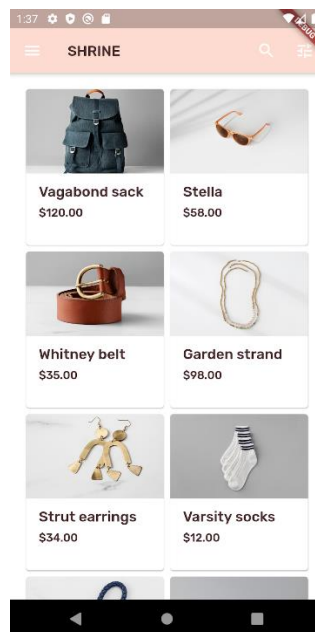 1:37
SHRINE
Vagabond sack
$120.00
Stella
$58.00
Whitney belt
$35.00
Garden strand
$98.00
Strut earrings
$34.00
Varsity socks
$12.00